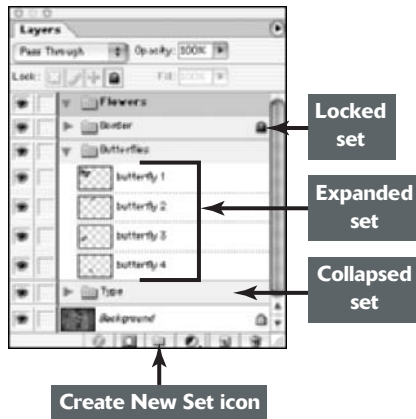 Layers
Pass Through Opacity: 100%
Lock: Fill: 100%
Flowers
Border
Butterflies
butterfly 1
butterfly 2
butterfly 3
butterfly 4
Type
Background
Locked
set
Expanded
set
Collapsed
set
Create New Set icon